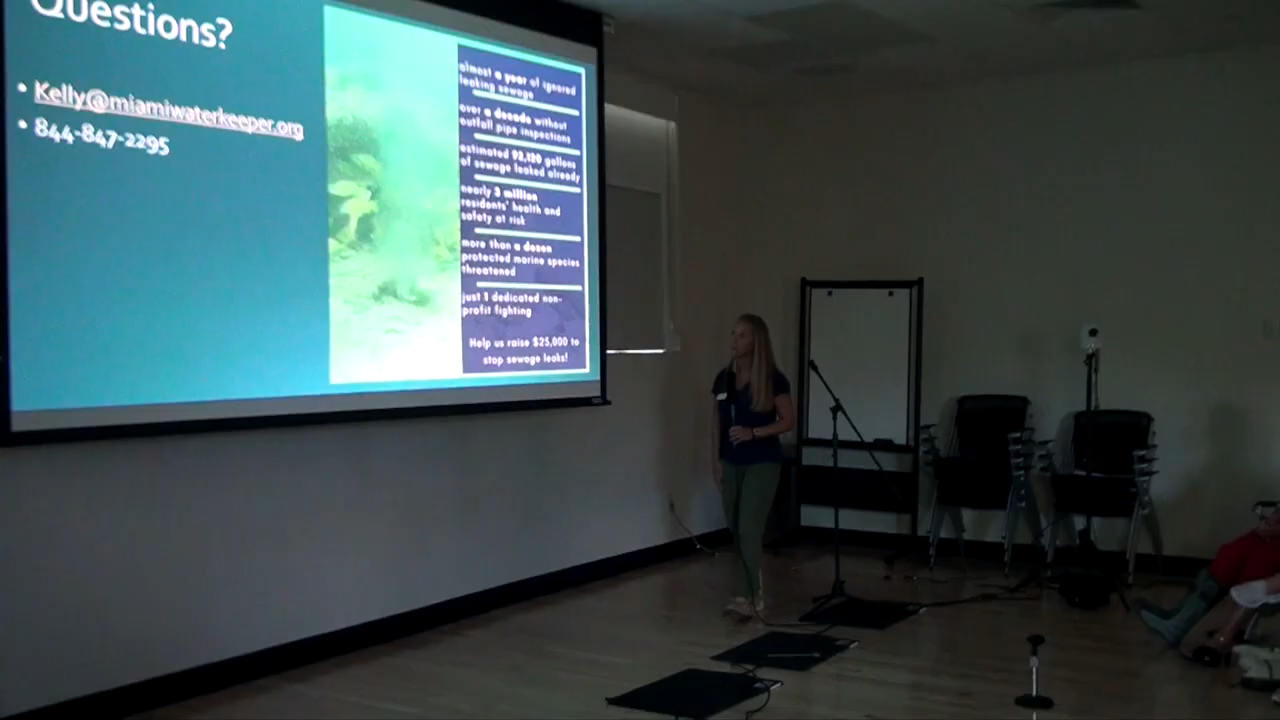 Questions?
• Kelly@miamiwaterkeeper.org
• 844-847-2295
almost a year of ignored
leaking sewage
over a decade without
outfall pipe inspections
estimated 92,120 gallons
of sewage leaked already
nearly 3 million
residents' health and
safety at risk
more than a dozen
protected marine species
threatened
just 1 dedicated non-
profit fighting
Help us raise $25,000 to
stop sewage leaks!